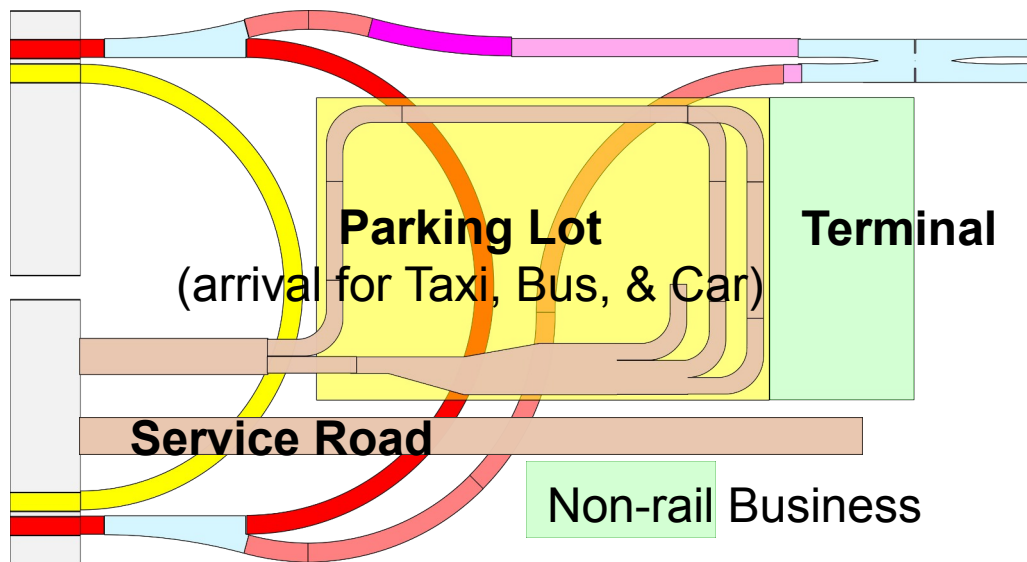 Parking Lot
(arrival for Taxi, Bus, & Car)
Terminal
Service Road
Non-rail Business